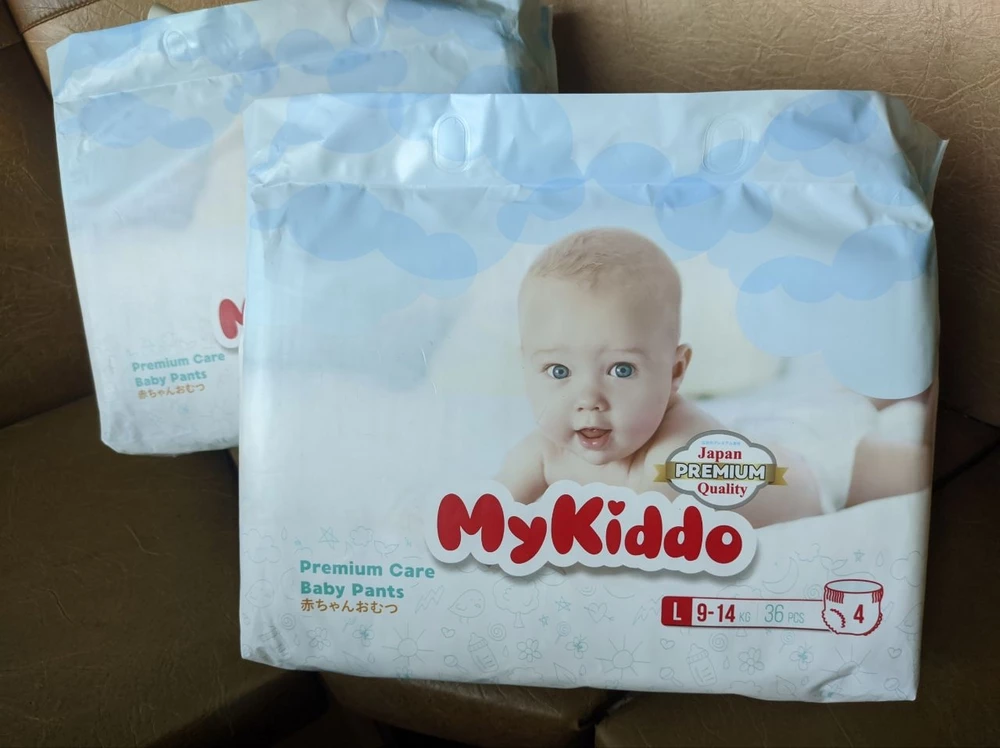 M
Premium Care
Baby Pants
赤ちゃんおむつ
Japan
PREMIUM
Quality
MyKiddo
Premium Care
Baby Pants
赤ちゃんおむつ
L 9-14 KG 36 PCS 4